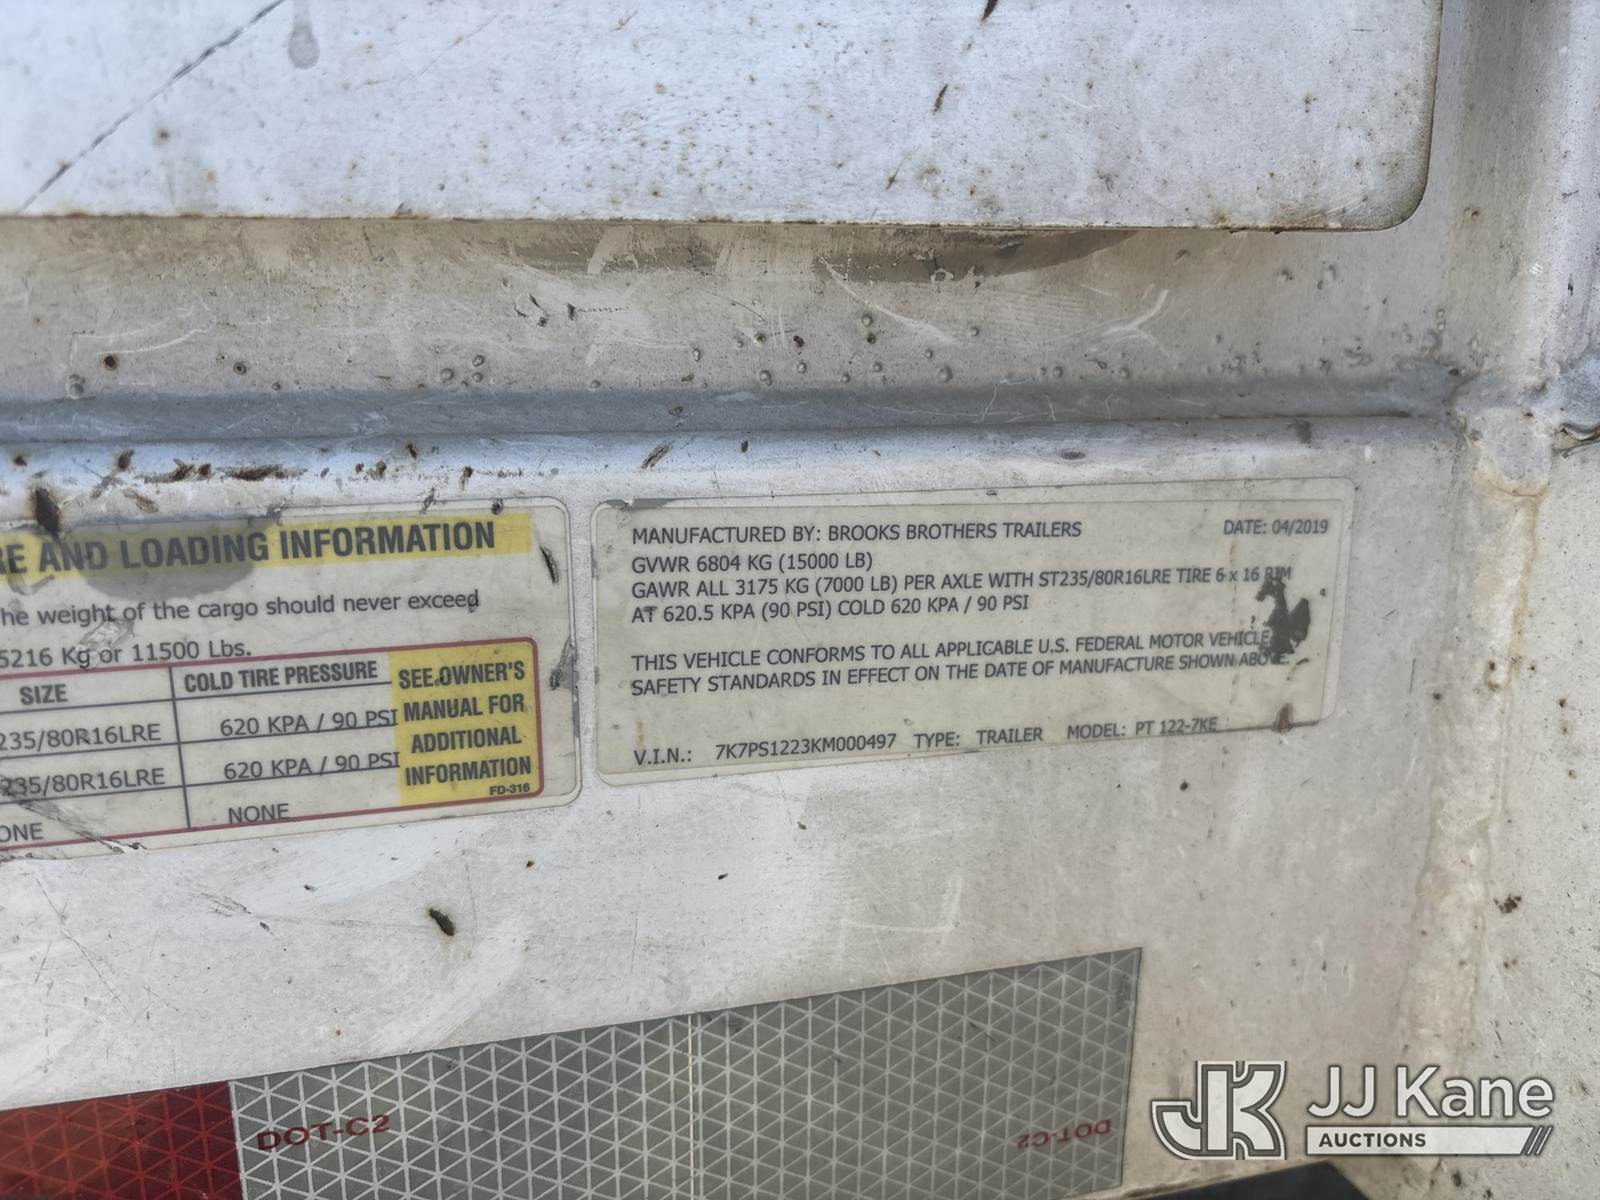 RE AND LOADING INFORMATION
he weight of the cargo should never exceed
5216 Kg or 11500 Lbs.
SIZE
COLD TIRE PRESSURE
235/80R16LRE
620 KPA / 90 PSI
235/80R16LRE
620 KPA / 90 PSI
ONE
NONE
SEE OWNER'S
MANUAL FOR
ADDITIONAL
INFORMATION
FD-316
MANUFACTURED BY: BROOKS BROTHERS TRAILERS DATE: 04/2019
GVWR 6804 KG (15000 LB)
GAWR ALL 3175 KG (7000 LB) PER AXLE WITH ST235/80R16LRE TIRE 6 x 16 RIM
AT 620.5 KPA (90 PSI) COLD 620 KPA / 90 PSI
THIS VEHICLE CONFORMS TO ALL APPLICABLE U.S. FEDERAL MOTOR VEHICLE
SAFETY STANDARDS IN EFFECT ON THE DATE OF MANUFACTURE SHOWN ABOVE.
V.I.N.: 7K7PS1223KM000497 TYPE: TRAILER MODEL: PT 122-7KE
DOT-C2
DOT-C2
JK JJ Kane
AUCTIONS